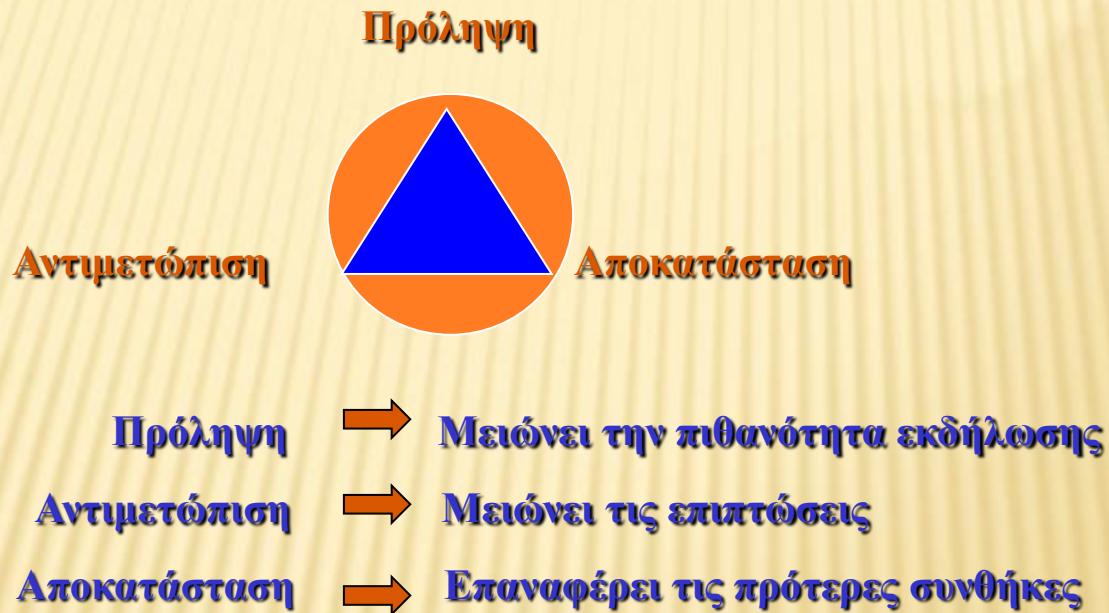 Πρόληψη
Αντιμετώπιση Αποκατάσταση
Πρόληψη Μειώνει την πιθανότητα εκδήλωσης
Αντιμετώπιση Μειώνει τις επιπτώσεις
Αποκατάσταση Επαναφέρει τις πρότερες συνθήκες